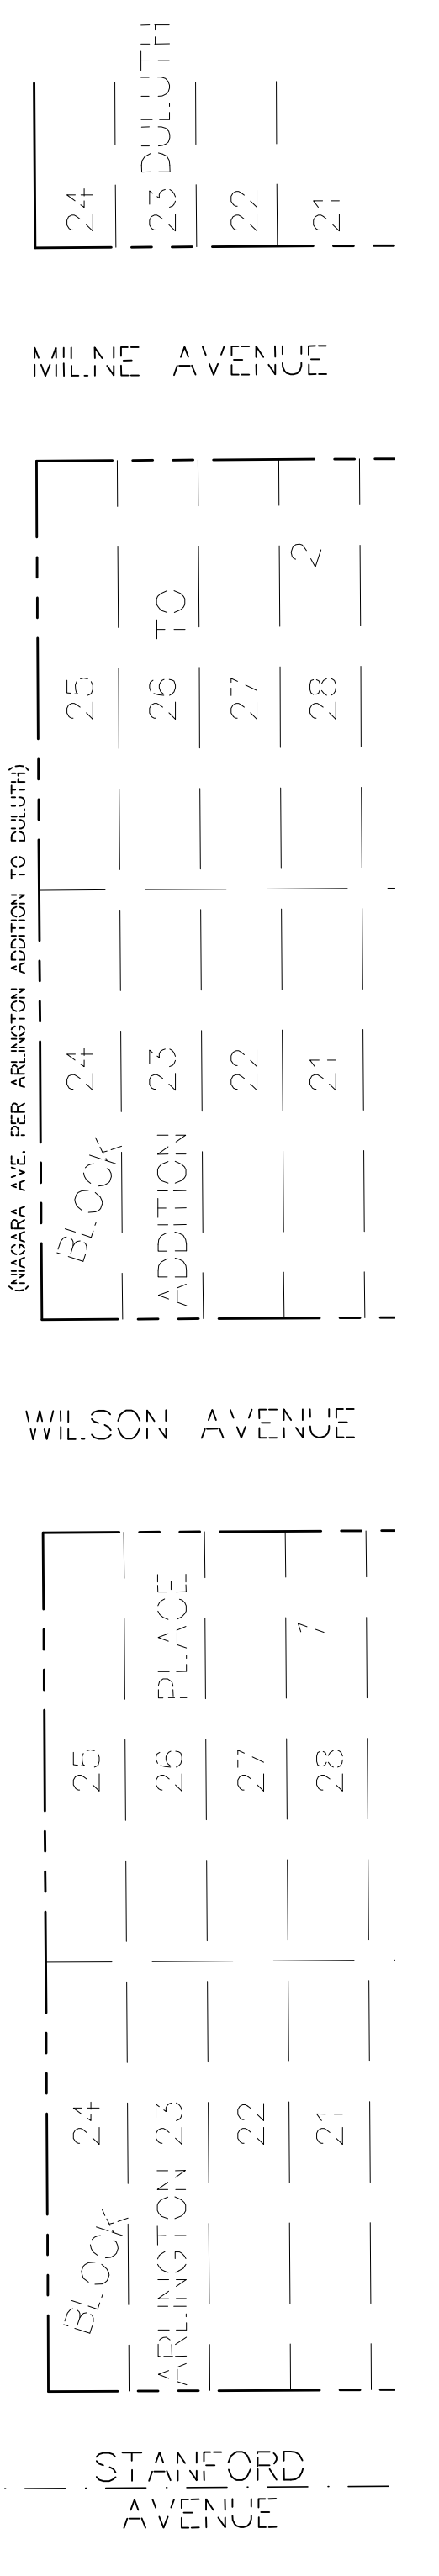 DULUTH
24 23 22 21
MILNE AVENUE
2
TO
25 26 27 28
(NIAGARA AVE. PER ARLINGTON ADDITION TO DULUTH)
24 23 22 21
BLOCK
ADDITION
WILSON AVENUE
PLACE
1
25 26 27 28
24 23 22 21
BLOCK
ARLINGTON
STANFORD
AVENUE